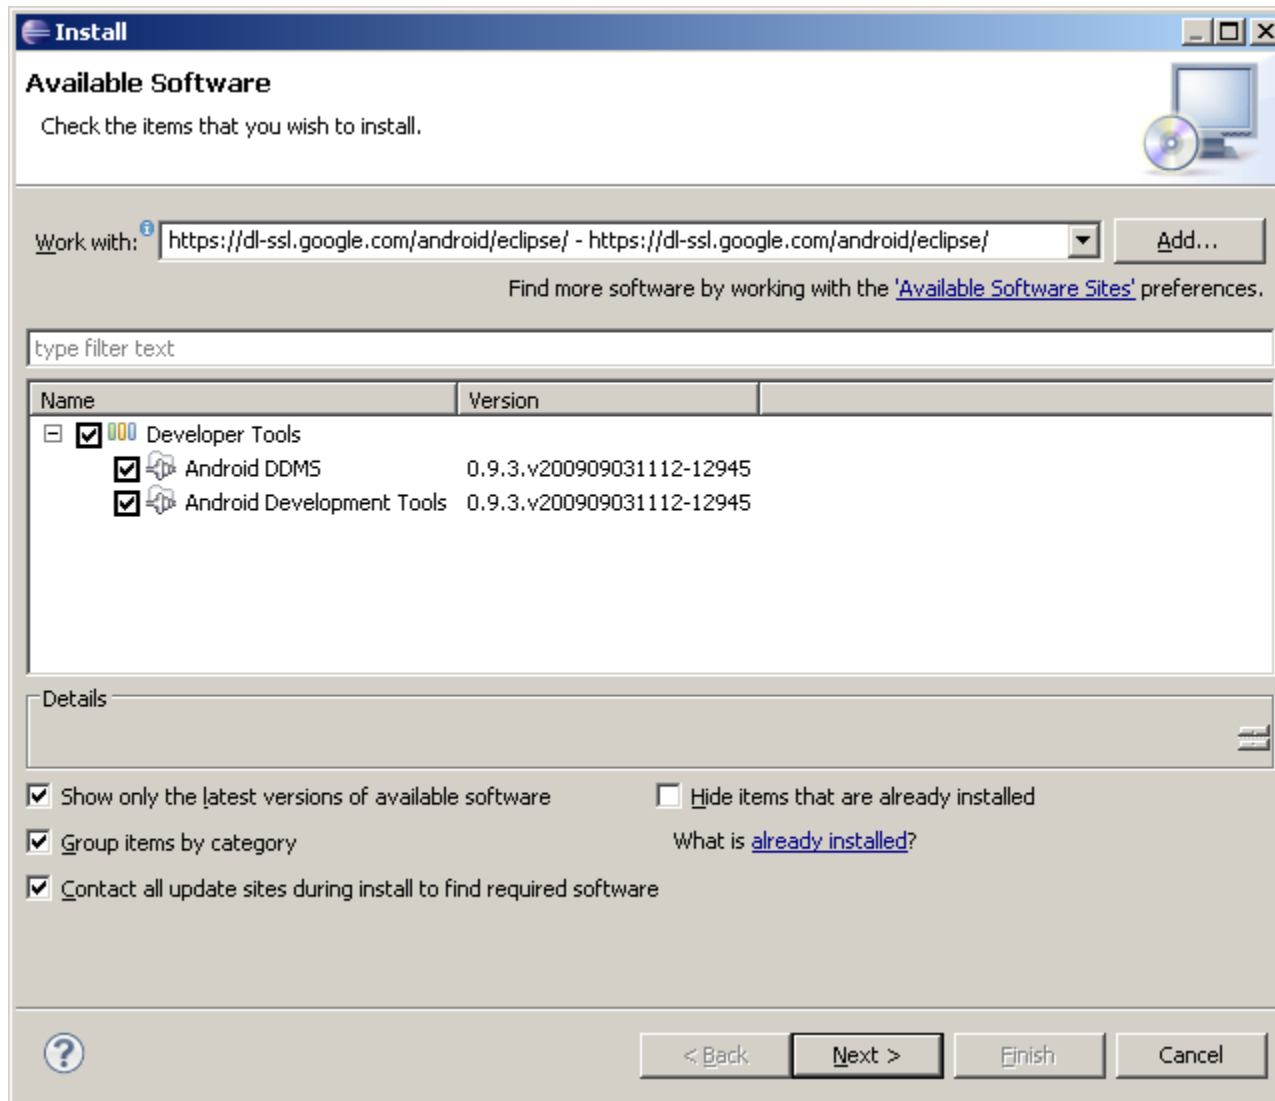 Install
Available Software
Check the items that you wish to install.
Work with: https://dl-ssl.google.com/android/eclipse/ - https://dl-ssl.google.com/android/eclipse/ Add...
Find more software by working with the 'Available Software Sites' preferences.
type filter text
Name Version
Developer Tools
Android DDMS 0.9.3.v200909031112-12945
Android Development Tools 0.9.3.v200909031112-12945
Details
Show only the latest versions of available software Hide items that are already installed
Group items by category What is already installed?
Contact all update sites during install to find required software
? < Back Next > Finish Cancel